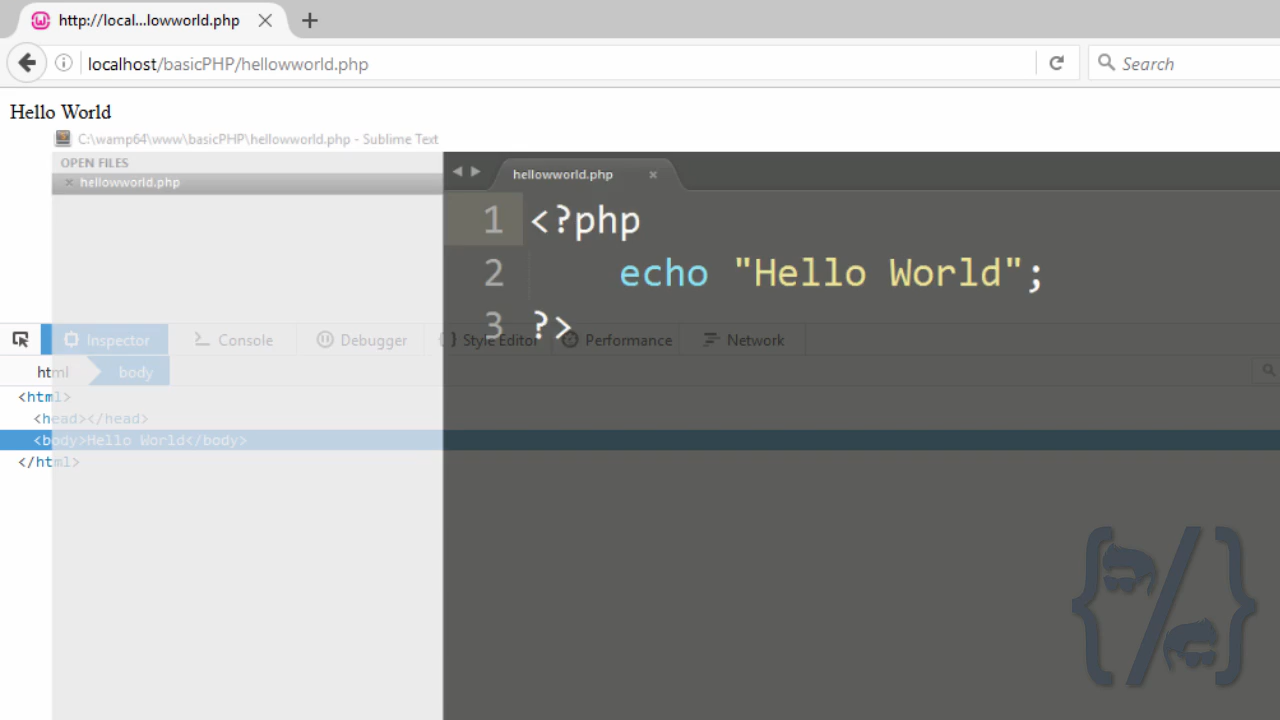 http://local...lowworld.php
localhost/basicPHP/hellowworld.php
Search
Hello World
C:\wamp64\www\basicPHP\hellowworld.php - Sublime Text
OPEN FILES
hellowworld.php
hellowworld.php
1 <?php
2 echo "Hello World";
3 ?>
Inspector Console Debugger { } Style Editor Performance Network
html body
<html>
<head></head>
<body>Hello World</body>
</html>
{/}